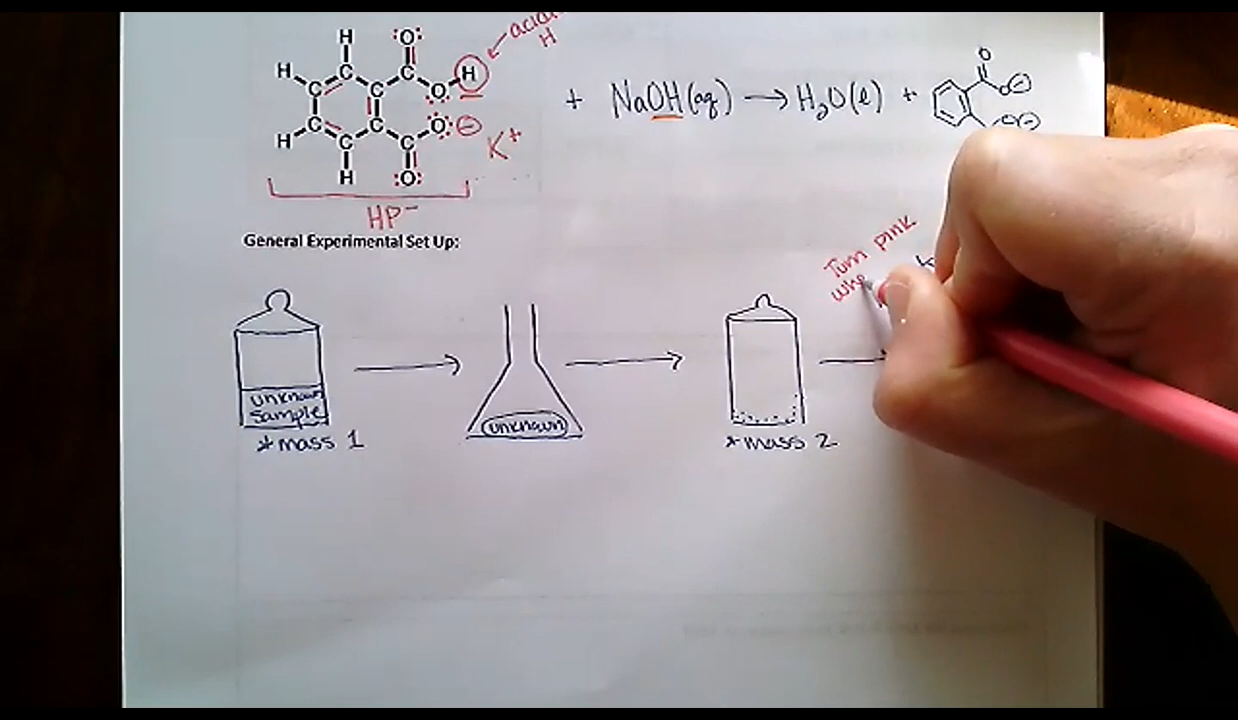 acidic
H
H H :O: C O H H C C C C H C C C O: ⊖ H :O:
+ NaOH(aq) → H₂O(l) + O O⊖ O⊖
K⁺
HP⁻
General Experimental Set Up:
Turn pink
unknown
sample
unknown
*mass 1
*mass 2